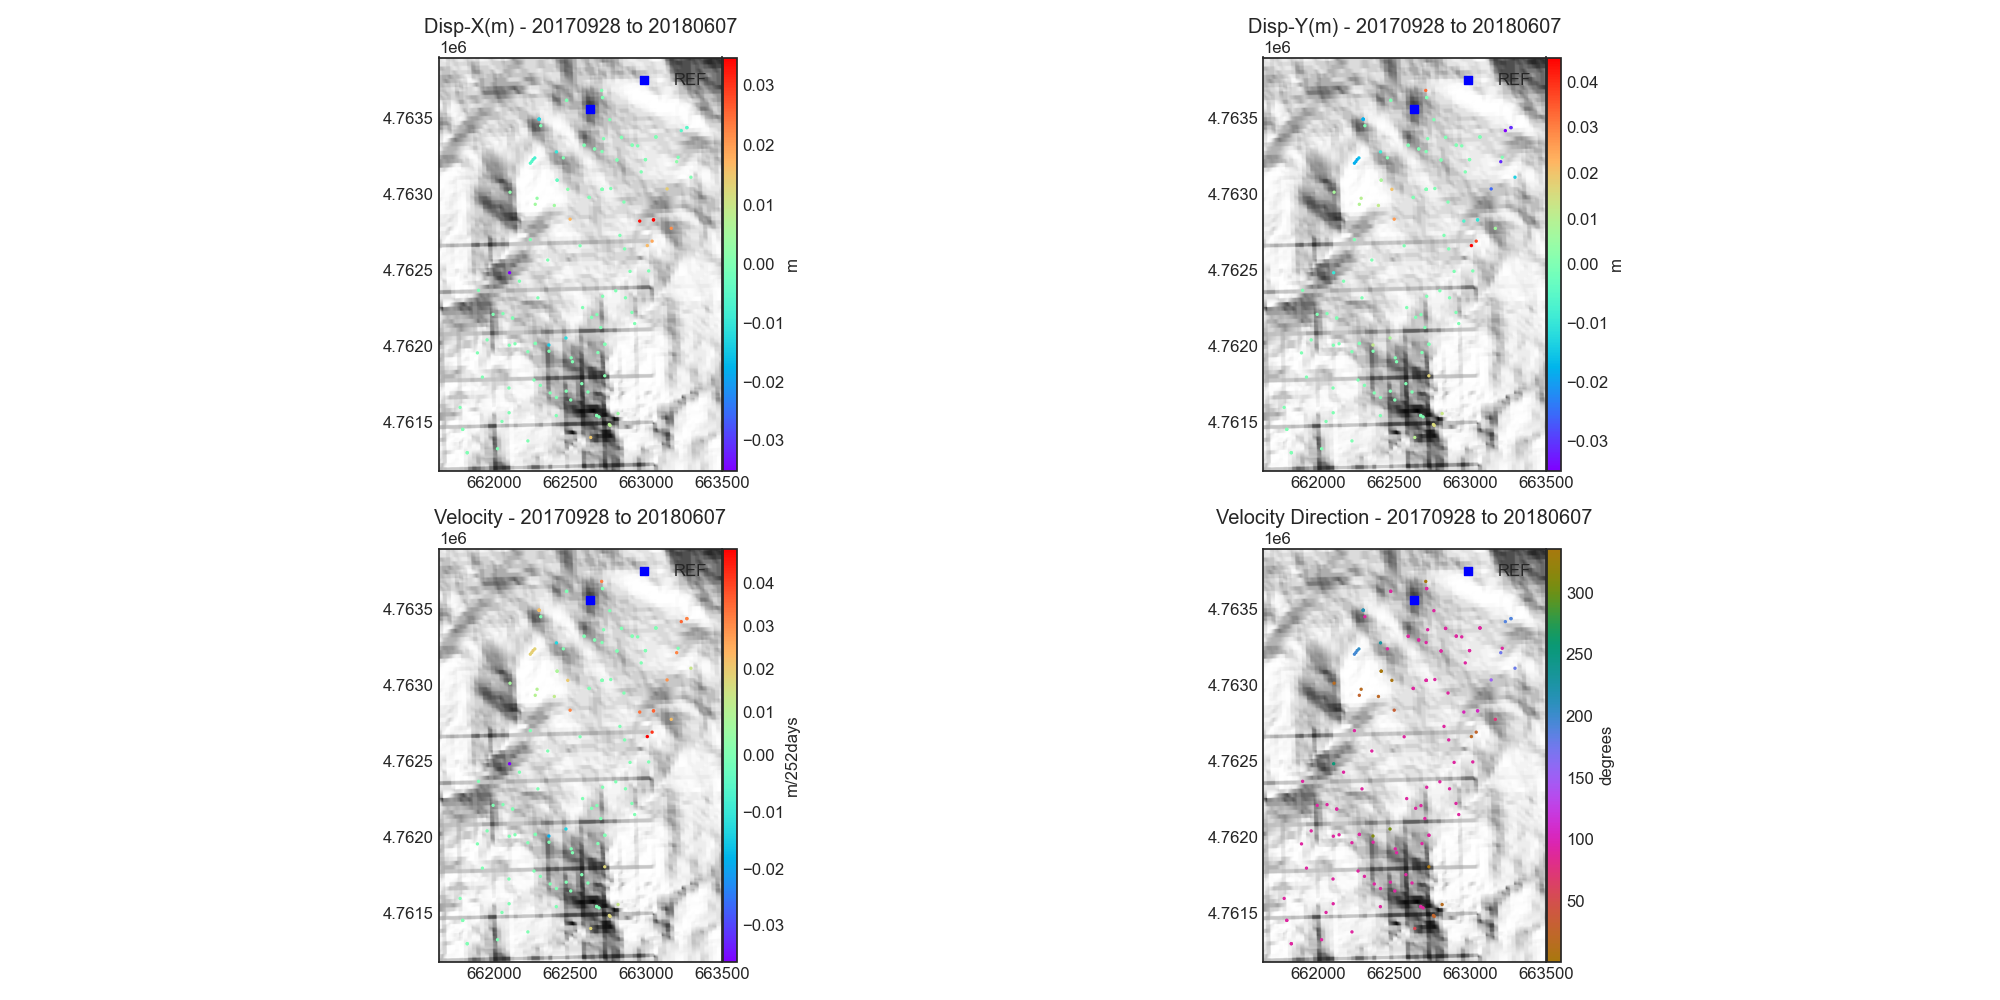 Disp-X(m) - 20170928 to 20180607
1e6
REF
4.7635
4.7630
4.7625
4.7620
4.7615
662000 662500 663000 663500
0.03
0.02
0.01
0.00
−0.01
−0.02
−0.03
m
Disp-Y(m) - 20170928 to 20180607
1e6
REF
4.7635
4.7630
4.7625
4.7620
4.7615
662000 662500 663000 663500
0.04
0.03
0.02
0.01
0.00
−0.01
−0.02
−0.03
m
Velocity - 20170928 to 20180607
1e6
REF
4.7635
4.7630
4.7625
4.7620
4.7615
662000 662500 663000 663500
0.04
0.03
0.02
0.01
0.00
−0.01
−0.02
−0.03
m/252days
Velocity Direction - 20170928 to 20180607
1e6
REF
4.7635
4.7630
4.7625
4.7620
4.7615
662000 662500 663000 663500
300
250
200
150
100
50
degrees